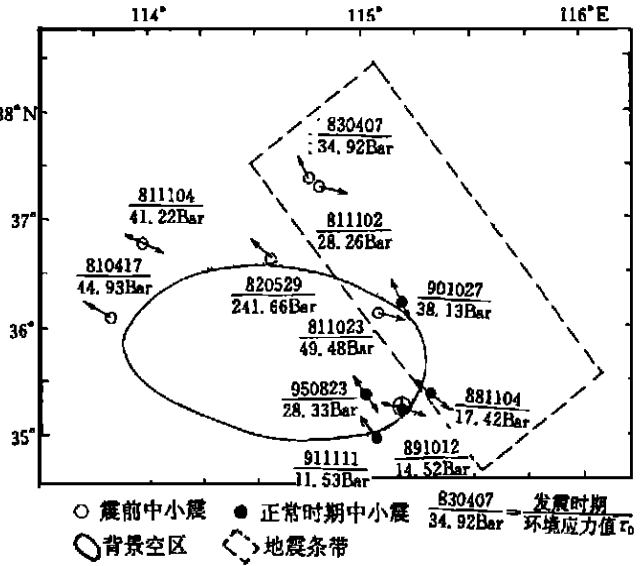 114° 115° 116°E
38°N
830407
34.92Bar
811104
41.22Bar
37°
811102
28.26Bar
810417
44.93Bar
820529
241.66Bar
901027
38.13Bar
36°
811023
49.48Bar
950823
28.33Bar
881104
17.42Bar
35°
911111
11.53Bar
891012
14.52Bar
震前中小震 正常时期中小震 830407 = 发震时期
34.92Bar 环境应力值τ₀
背景空区 地震条带